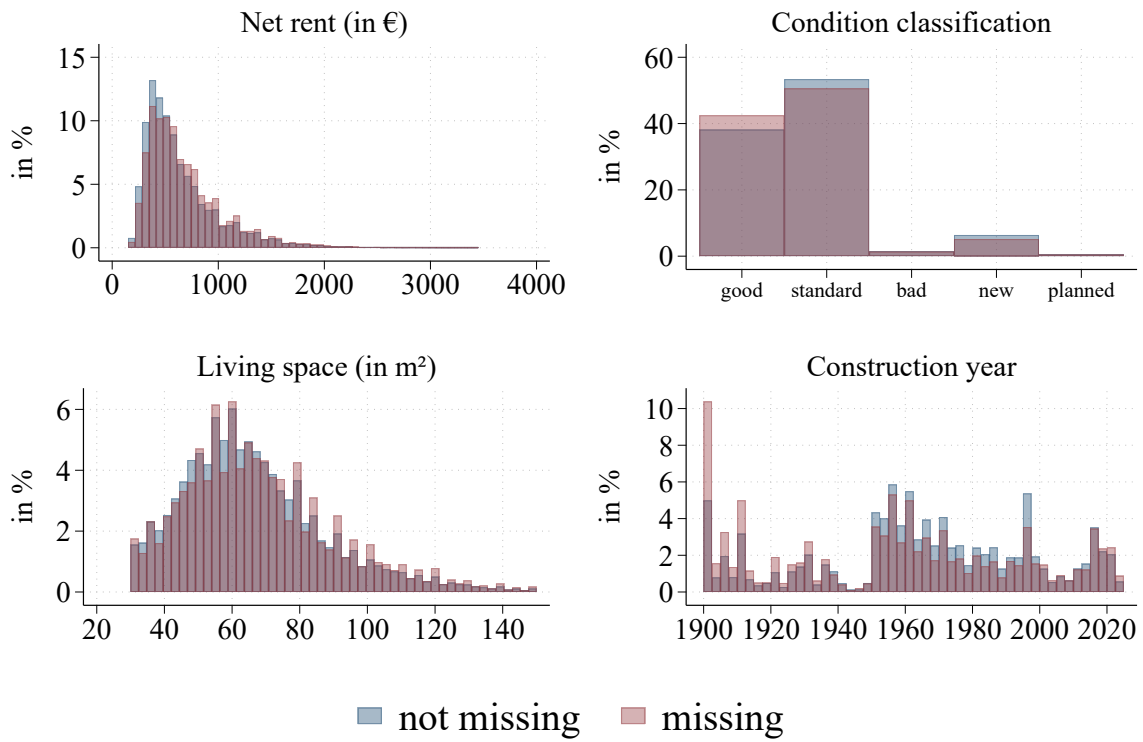 Net rent (in €)
in %
15
10
5
0
0 1000 2000 3000 4000
Condition classification
in %
60
40
20
0
good standard bad new planned
Living space (in m²)
in %
6
4
2
0
20 40 60 80 100 120 140
Construction year
in %
10
8
6
4
2
0
1900 1920 1940 1960 1980 2000 2020
not missing missing